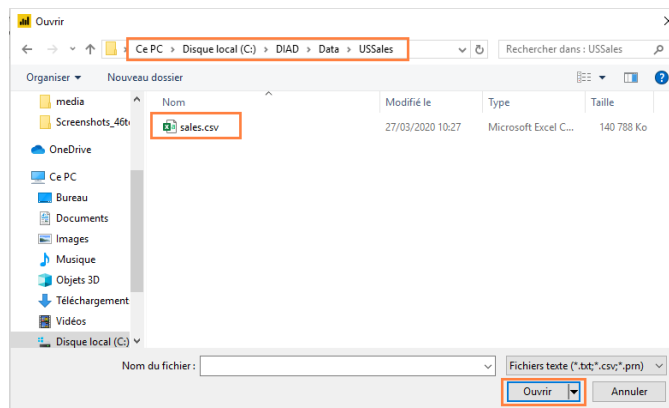 Ouvrir
Ce PC > Disque local (C:) > DIAD > Data > USSales
Rechercher dans : USSales
Organiser
Nouveau dossier
media
Nom
Modifié le
Type
Taille
Screenshots_46t
sales.csv
27/03/2020 10:27
Microsoft Excel C...
140 788 Ko
OneDrive
Ce PC
Bureau
Documents
Images
Musique
Objets 3D
Téléchargement
Vidéos
Disque local (C:)
Nom du fichier :
Fichiers texte (*.txt;*.csv;*.prn)
Ouvrir
Annuler